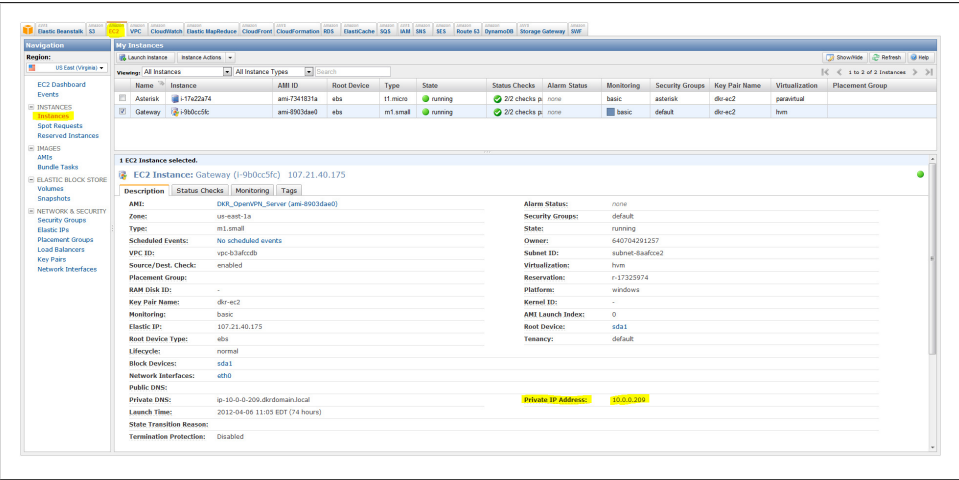 Elastic Beanstalk S3 EC2 VPC CloudWatch Elastic MapReduce CloudFront CloudFormation RDS ElastiCache SQS IAM SNS SES Route 53 DynamoDB Storage Gateway SWF
Navigation
Region:
US East (Virginia)
EC2 Dashboard
Events
INSTANCES
Instances
Spot Requests
Reserved Instances
IMAGES
AMIs
Bundle Tasks
ELASTIC BLOCK STORE
Volumes
Snapshots
NETWORK & SECURITY
Security Groups
Elastic IPs
Placement Groups
Load Balancers
Key Pairs
Network Interfaces
My Instances
Launch Instance Instance Actions Show/Hide Refresh Help
Viewing: All Instances All Instance Types Search 1 to 2 of 2 Instances
Name Instance AMI ID Root Device Type State Status Checks Alarm Status Monitoring Security Groups Key Pair Name Virtualization Placement Group
Asterisk i-17e22a74 ami-7341831a ebs t1.micro running 2/2 checks pa none basic asterisk dkr-ec2 paravirtual
Gateway i-9b0cc5fc ami-8903dae0 ebs m1.small running 2/2 checks pa none basic default dkr-ec2 hvm
1 EC2 Instance selected.
EC2 Instance: Gateway (i-9b0cc5fc) 107.21.40.175
Description Status Checks Monitoring Tags
AMI: DKR_OpenVPN_Server (ami-8903dae0) Alarm Status: none
Zone: us-east-1a Security Groups: default
Type: m1.small State: running
Scheduled Events: No scheduled events Owner: 640704291257
VPC ID: vpc-b3afccdb Subnet ID: subnet-8aafcce2
Source/Dest. Check: enabled Virtualization: hvm
Placement Group: Reservation: r-17325974
RAM Disk ID: - Platform: windows
Key Pair Name: dkr-ec2 Kernel ID: -
Monitoring: basic AMI Launch Index: 0
Elastic IP: 107.21.40.175 Root Device: sda1
Root Device Type: ebs Tenancy: default
Lifecycle: normal
Block Devices: sda1
Network Interfaces: eth0
Public DNS:
Private DNS: ip-10-0-0-209.dkrdomain.local Private IP Address: 10.0.0.209
Launch Time: 2012-04-06 11:05 EDT (74 hours)
State Transition Reason:
Termination Protection: Disabled